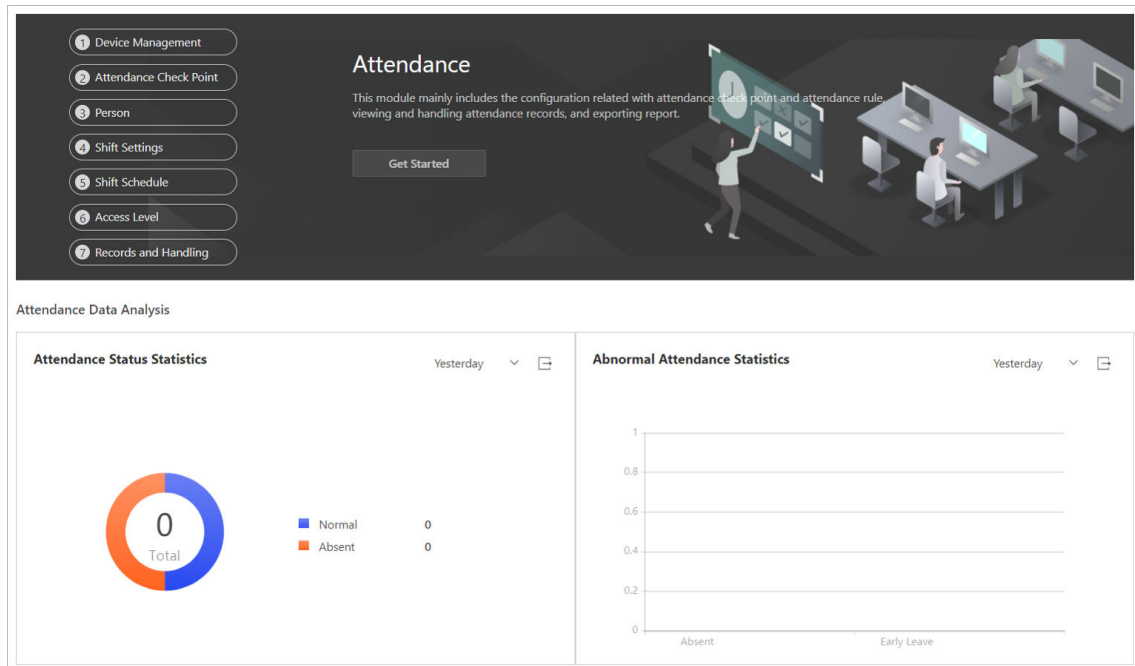 1 Device Management
2 Attendance Check Point
3 Person
4 Shift Settings
5 Shift Schedule
6 Access Level
7 Records and Handling
Attendance
This module mainly includes the configuration related with attendance check point and attendance rule,
viewing and handling attendance records, and exporting report.
Get Started
Attendance Data Analysis
Attendance Status Statistics
Yesterday
0
Total
Normal 0
Absent 0
Abnormal Attendance Statistics
Yesterday
1
0.8
0.6
0.4
0.2
0
Absent Early Leave